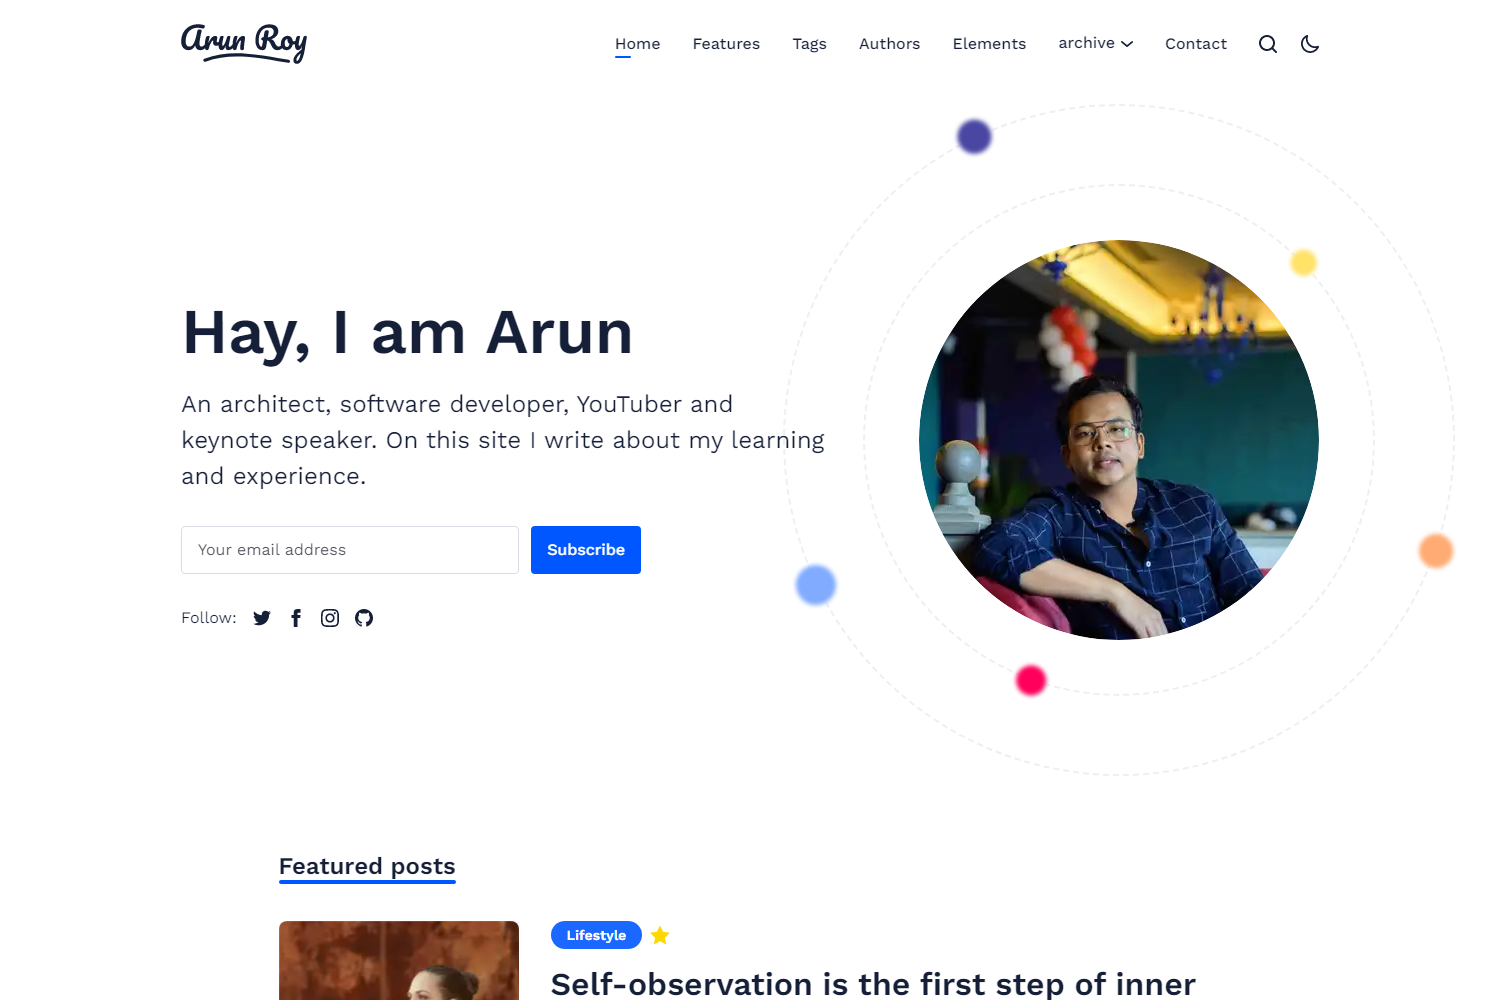 Arun Roy
Home Features Tags Authors Elements archive Contact
Hay, I am Arun
An architect, software developer, YouTuber and
keynote speaker. On this site I write about my learning
and experience.
Your email address
Subscribe
Follow:
Featured posts
Lifestyle
Self-observation is the first step of inner